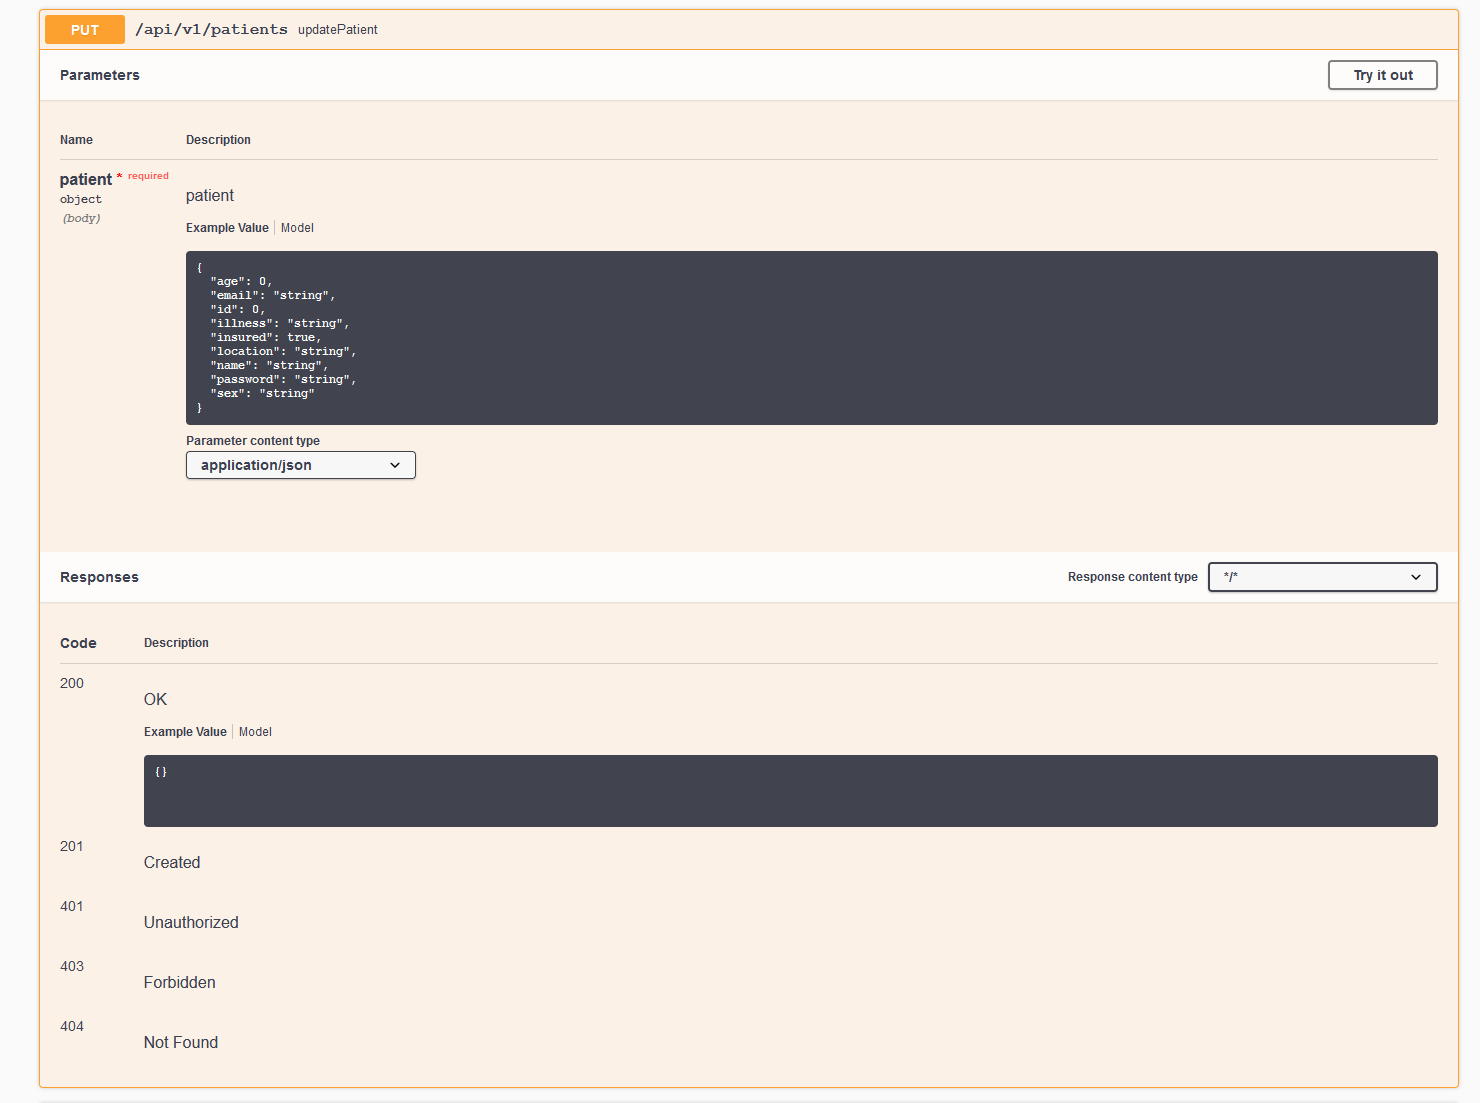 PUT /api/v1/patients updatePatient
Parameters
Try it out
Name Description
patient * required
object
(body)
patient
Example Value Model
{
  "age": 0,
  "email": "string",
  "id": 0,
  "illness": "string",
  "insured": true,
  "location": "string",
  "name": "string",
  "password": "string",
  "sex": "string"
}
Parameter content type
application/json
Responses
Response content type */*
Code Description
200
OK
Example Value Model
{}
201
Created
401
Unauthorized
403
Forbidden
404
Not Found